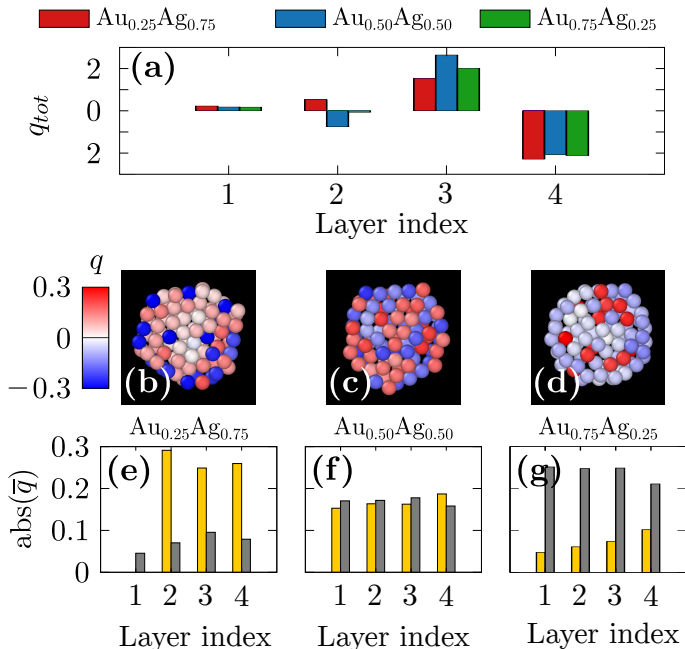 Au0.25Ag0.75 Au0.50Ag0.50 Au0.75Ag0.25
(a)
2
0
2
q_tot
1 2 3 4
Layer index
q
0.3
0
−0.3
(b) (c) (d)
Au0.25Ag0.75 Au0.50Ag0.50 Au0.75Ag0.25
(e) (f) (g)
0.3
0.2
0.1
0
abs(q̅)
1 2 3 4 1 2 3 4 1 2 3 4
Layer index Layer index Layer index